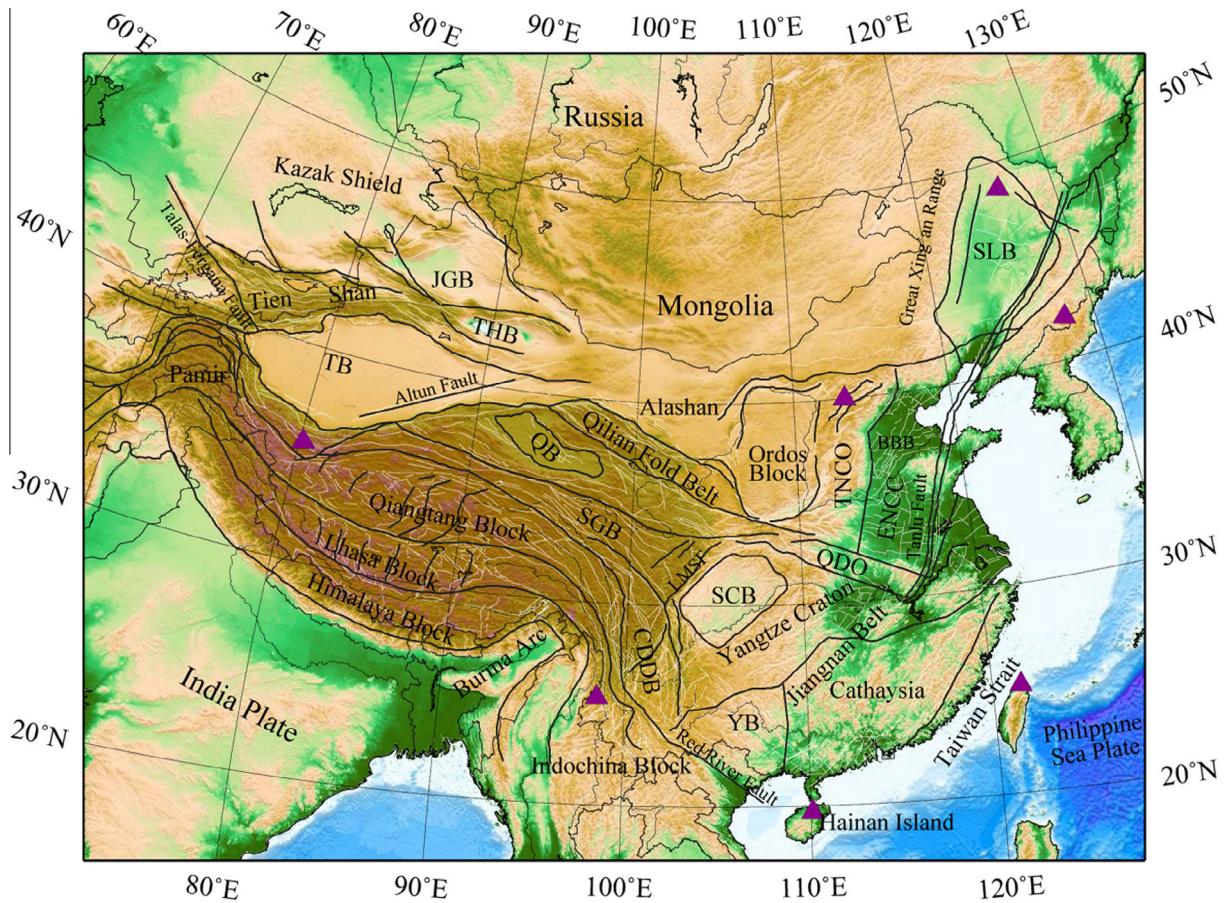 60°E
70°E
80°E
90°E
100°E
110°E
120°E
130°E
50°N
40°N
30°N
20°N
40°N
30°N
20°N
Russia
Kazak Shield
Talas-Fergana Fault
Great Xing'an Range
SLB
JGB
Tien Shan
Mongolia
THB
TB
Pamir
Altun Fault
Alashan
QB
Qilian Fold Belt
Ordos
Block
TNCO
BBB
ENCC
Tanlu Fault
Qiangtang Block
SGB
Lhasa Block
LMSF
QDO
Himalaya Block
SCB
Yangtze Craton
CDDB
Burma Arc
Jiangnan Belt
Cathaysia
India Plate
YB
Taiwan Strait
Philippine
Sea Plate
Red River Fault
Indochina Block
Hainan Island
80°E
90°E
100°E
110°E
120°E